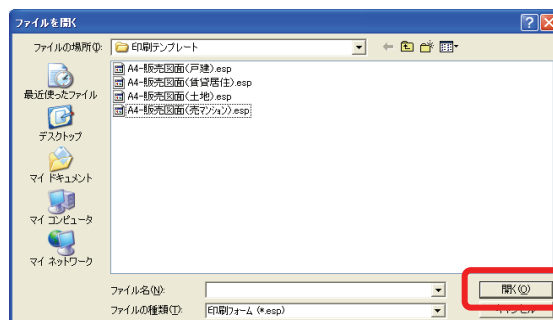 ファイルを開く
ファイルの場所(I):
印刷テンプレート
A4-販売図面(戸建).esp
A4-販売図面(賃貸居住).esp
A4-販売図面(土地).esp
A4-販売図面(売マンション).esp
最近使ったファイル
デスクトップ
マイ ドキュメント
マイ コンピュータ
マイ ネットワーク
ファイル名(N):
開く(O)
ファイルの種類(T):
印刷フォーム (*.esp)
キャンセル